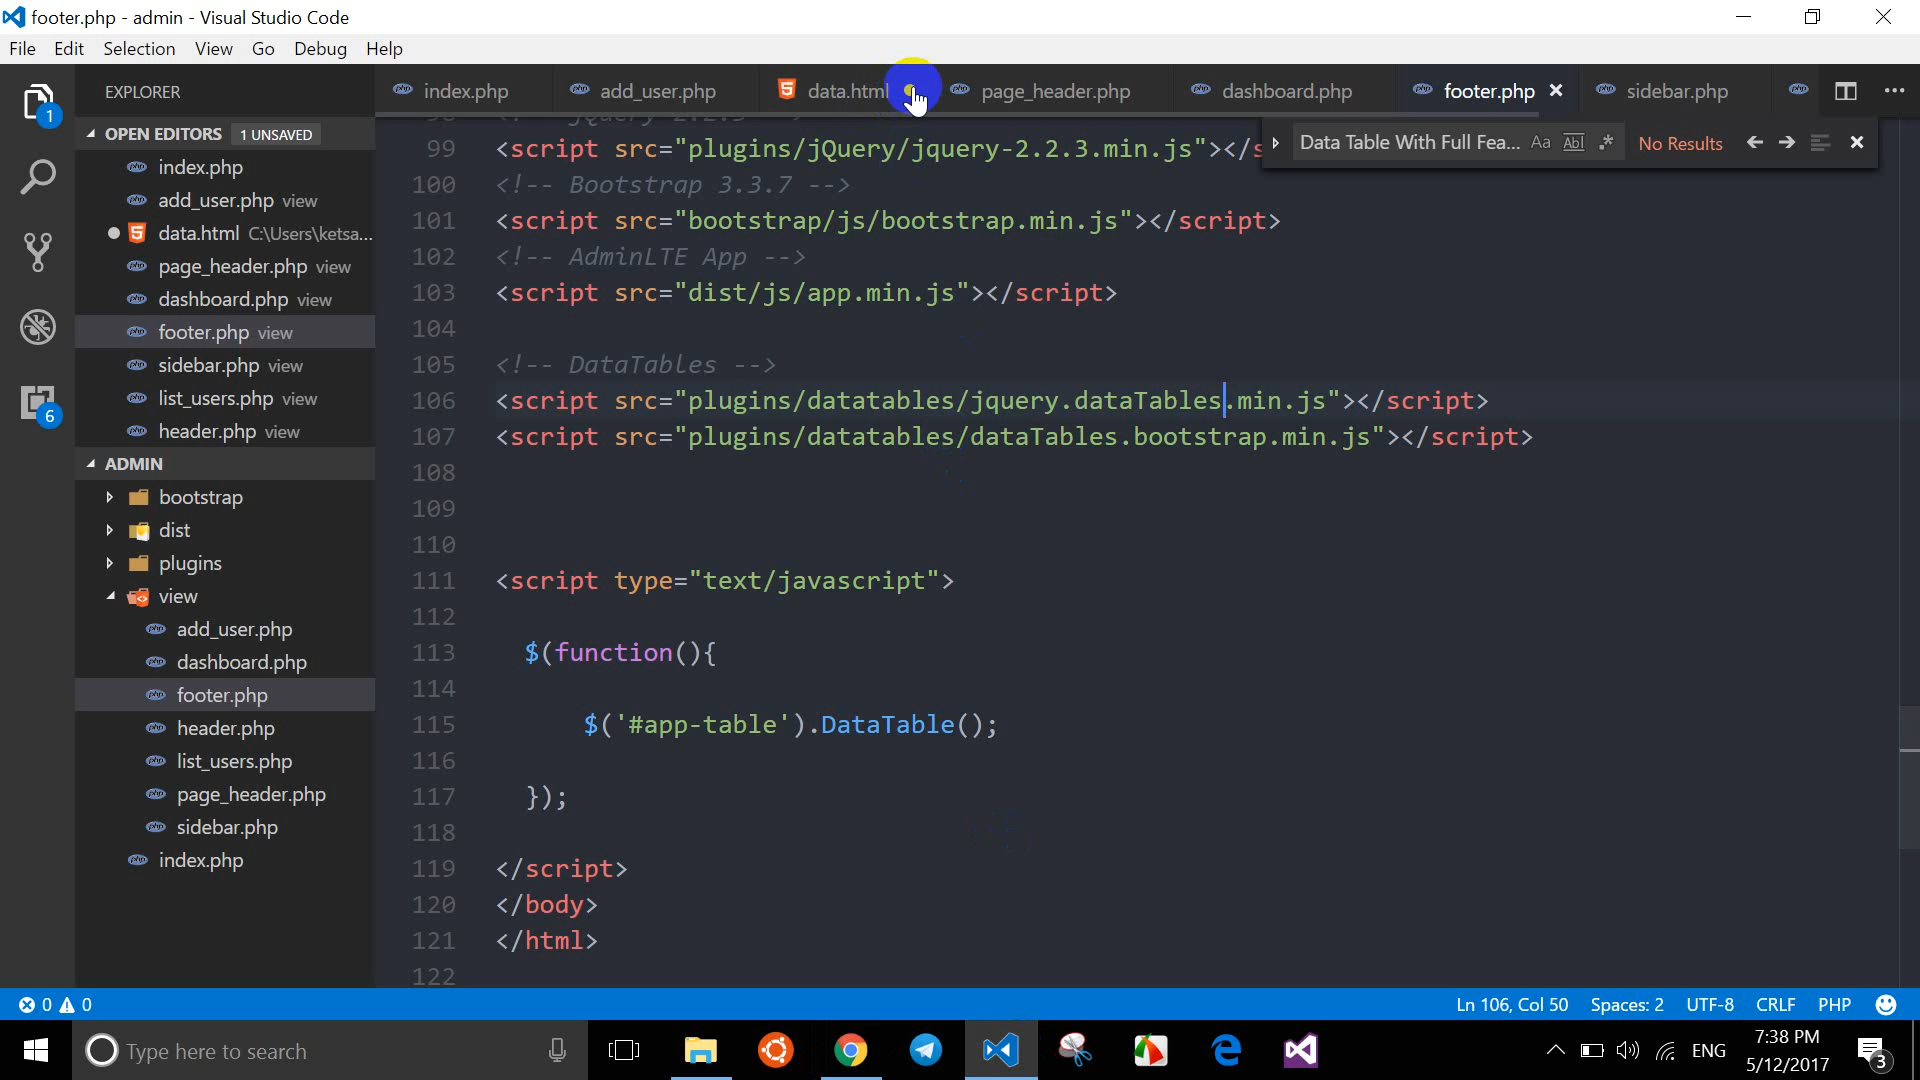 footer.php - admin - Visual Studio Code
File Edit Selection View Go Debug Help
EXPLORER
index.php
add_user.php
data.html
page_header.php
dashboard.php
footer.php
sidebar.php
OPEN EDITORS 1 UNSAVED
index.php
add_user.php view
data.html C:\Users\ketsa...
page_header.php view
dashboard.php view
footer.php view
sidebar.php view
list_users.php view
header.php view
ADMIN
bootstrap
dist
plugins
view
add_user.php
dashboard.php
footer.php
header.php
list_users.php
page_header.php
sidebar.php
index.php
1
6
Data Table With Full Fea... Aa Abl .* No Results
99 <script src="plugins/jQuery/jquery-2.2.3.min.js"></s
100 <!-- Bootstrap 3.3.7 -->
101 <script src="bootstrap/js/bootstrap.min.js"></script>
102 <!-- AdminLTE App -->
103 <script src="dist/js/app.min.js"></script>
104
105 <!-- DataTables -->
106 <script src="plugins/datatables/jquery.dataTables.min.js"></script>
107 <script src="plugins/datatables/dataTables.bootstrap.min.js"></script>
108
109
110
111 <script type="text/javascript">
112
113 $(function(){
114
115 $('#app-table').DataTable();
116
117 });
118
119 </script>
120 </body>
121 </html>
122
0 0
Ln 106, Col 50 Spaces: 2 UTF-8 CRLF PHP
Type here to search
ENG
7:38 PM
5/12/2017
3